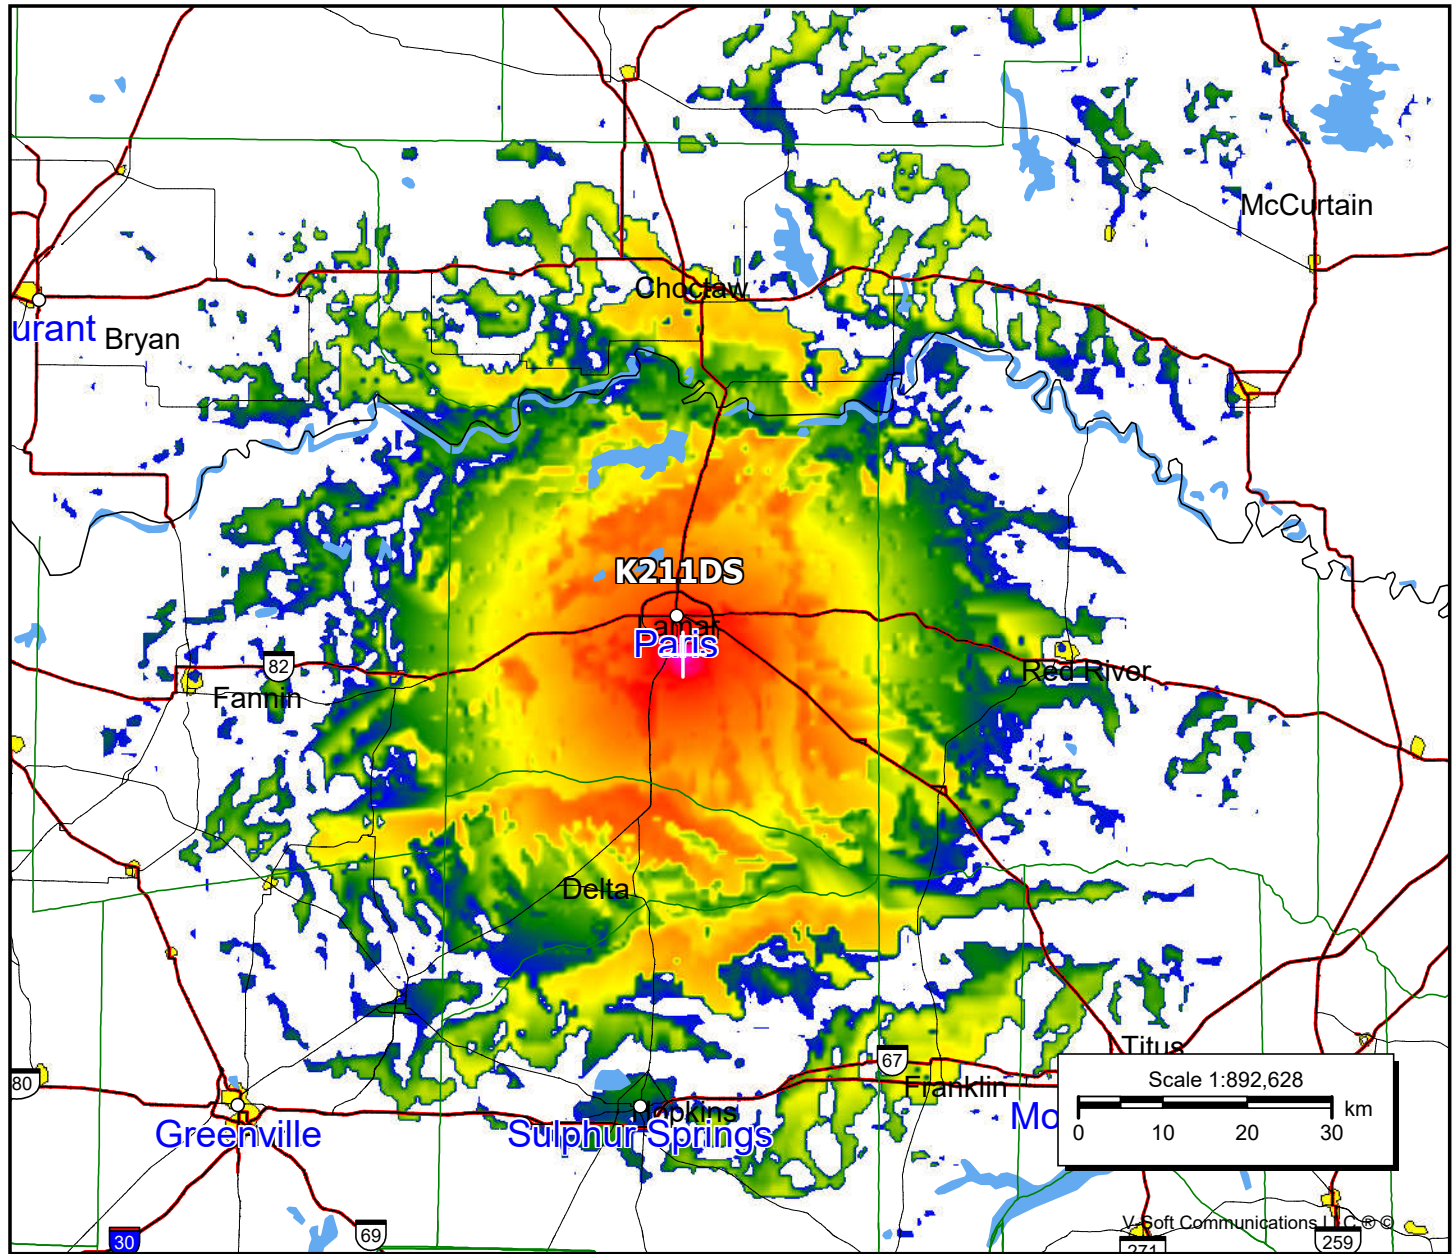 McCurtain
Choctaw
urant
Bryan
K211DS
amar
Paris
82
Red River
Fannin
Delta
Titus
67
80
Franklin
Scale 1:892,628
km
0 10 20 30
Hopkins
Mo
Greenville
Sulphur Springs
V-Soft Communications LLC ® ©
30
69
271
259